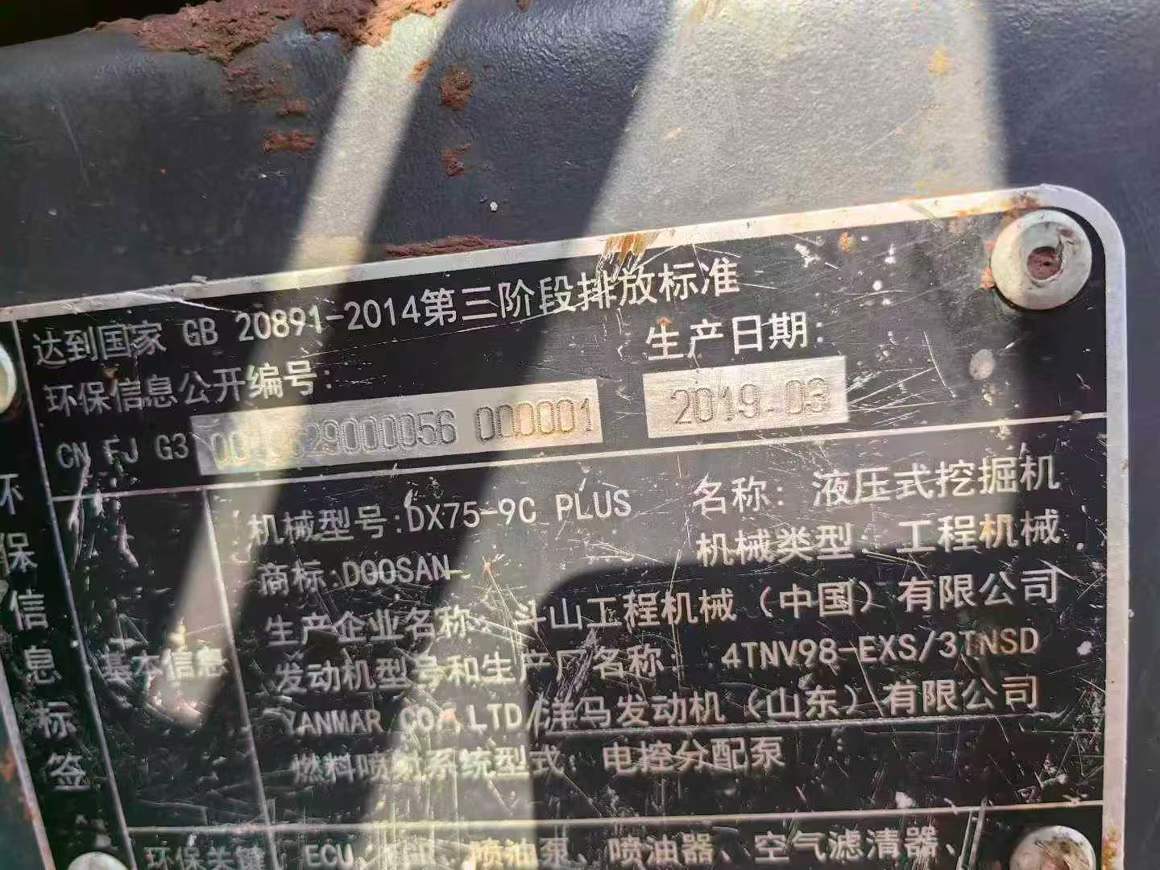 达到国家 GB 20891-2014第三阶段排放标准
环保信息公开编号:
生产日期:
CN FJ G3 29000056 000001
2019.03
环保信息标签
基本信息
机械型号:DX75-9C PLUS
名称: 液压式挖掘机
商标:DOOSAN
机械类型: 工程机械
生产企业名称: 斗山工程机械（中国）有限公司
发动机型号和生产厂名称: 4TNV98-EXS/3TNSD
YANMAR CO.,LTD/洋马发动机（山东）有限公司
燃料喷射系统型式: 电控分配泵
环保关键
ECU、 喷油泵、喷油器、空气滤清器、